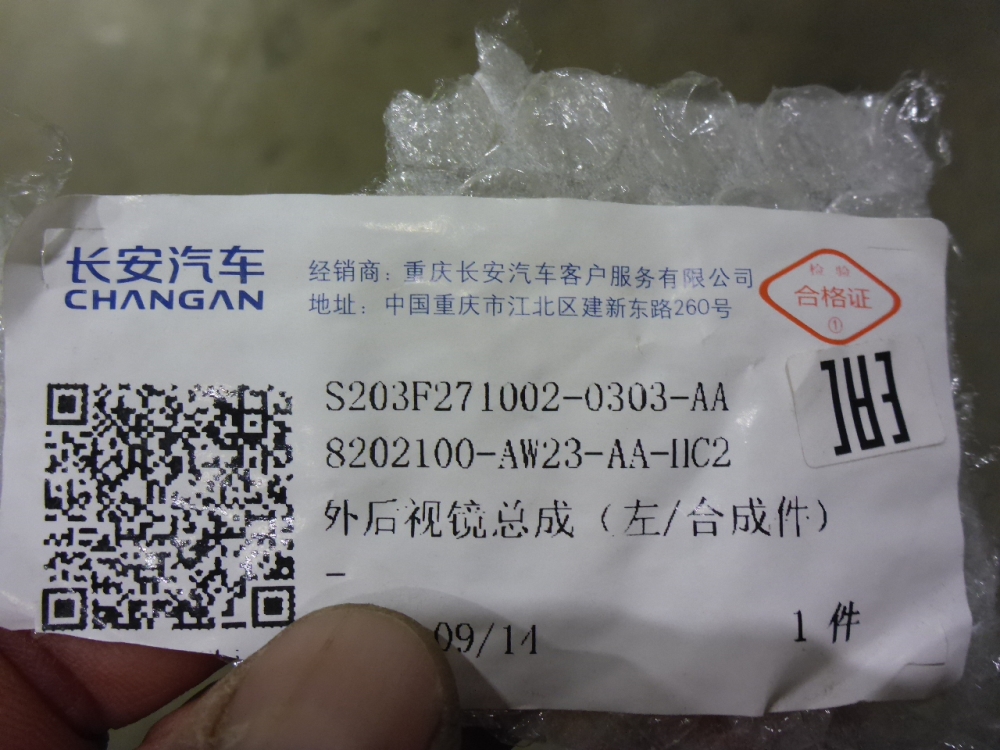 长安汽车
CHANGAN
经销商：重庆长安汽车客户服务有限公司
地址：中国重庆市江北区建新东路260号
检验
合格证
①
S203F271002-0303-AA
8202100-AW23-AA-HC2
外后视镜总成（左/合成件）
-
09/14
1 件